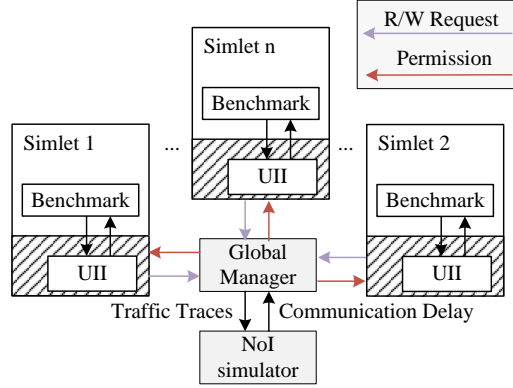 R/W Request
Permission
Simlet n
Benchmark
UII
Simlet 1
...
...
Simlet 2
Benchmark
UII
Benchmark
UII
Global
Manager
Traffic Traces
Communication Delay
NoI
simulator